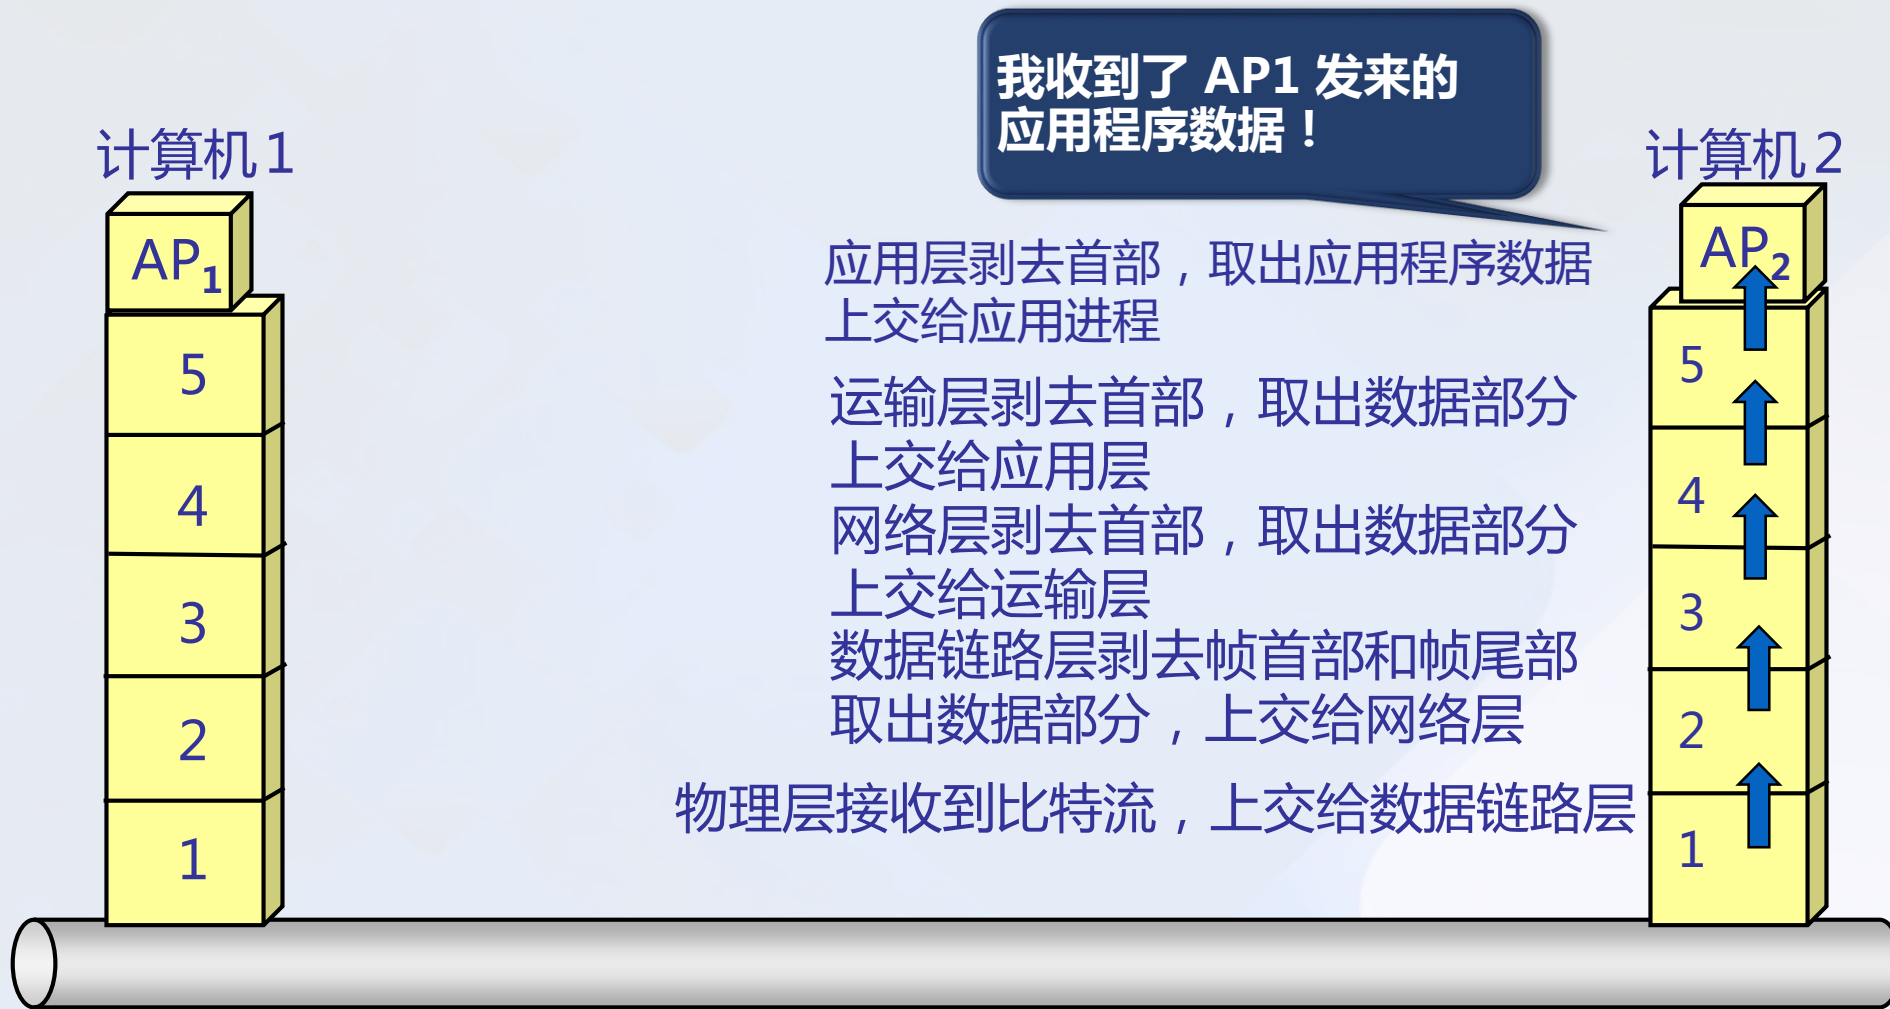 我收到了 AP1 发来的
应用程序数据！
计算机1
计算机2
AP1
AP2
应用层剥去首部，取出应用程序数据
上交给应用进程
5
5
运输层剥去首部，取出数据部分
上交给应用层
4
4
网络层剥去首部，取出数据部分
上交给运输层
3
3
数据链路层剥去帧首部和帧尾部
取出数据部分，上交给网络层
2
2
物理层接收到比特流，上交给数据链路层
1
1